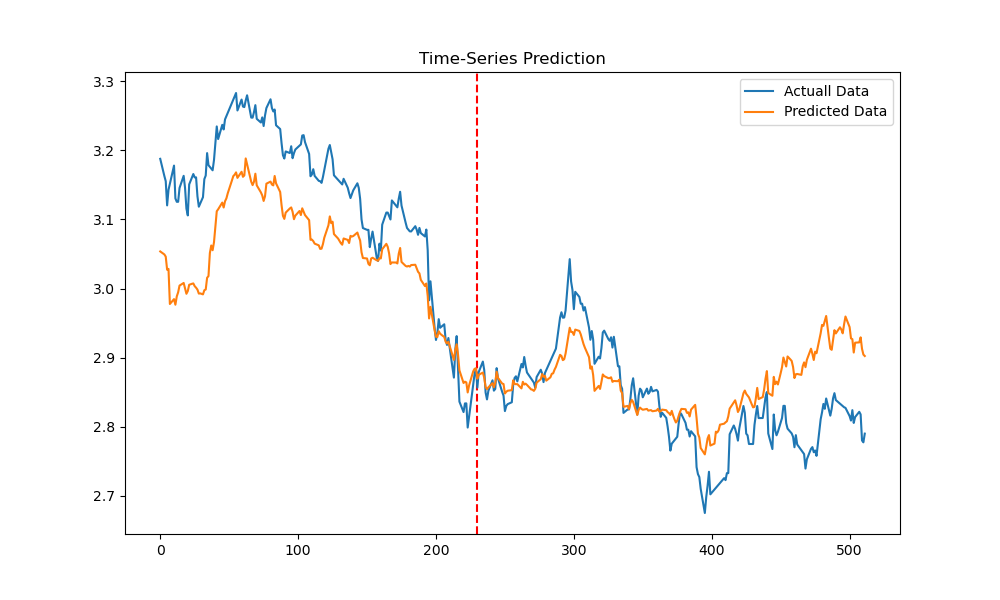 Time-Series Prediction
Actuall Data
Predicted Data
3.3
3.2
3.1
3.0
2.9
2.8
2.7
0 100 200 300 400 500